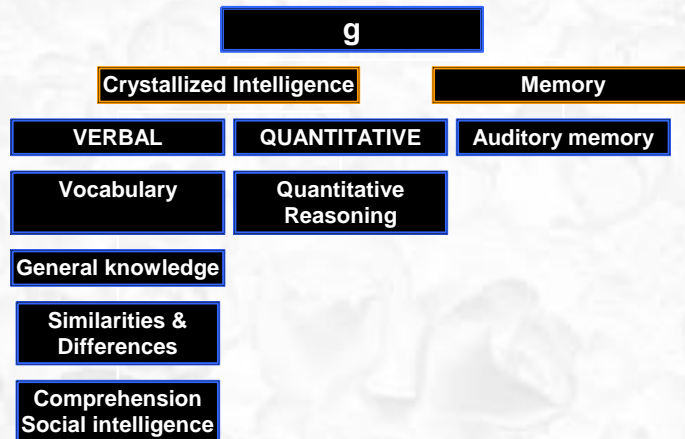 g
Crystallized Intelligence
Memory
VERBAL
QUANTITATIVE
Auditory memory
Vocabulary
Quantitative
Reasoning
General knowledge
Similarities &
Differences
Comprehension
Social intelligence